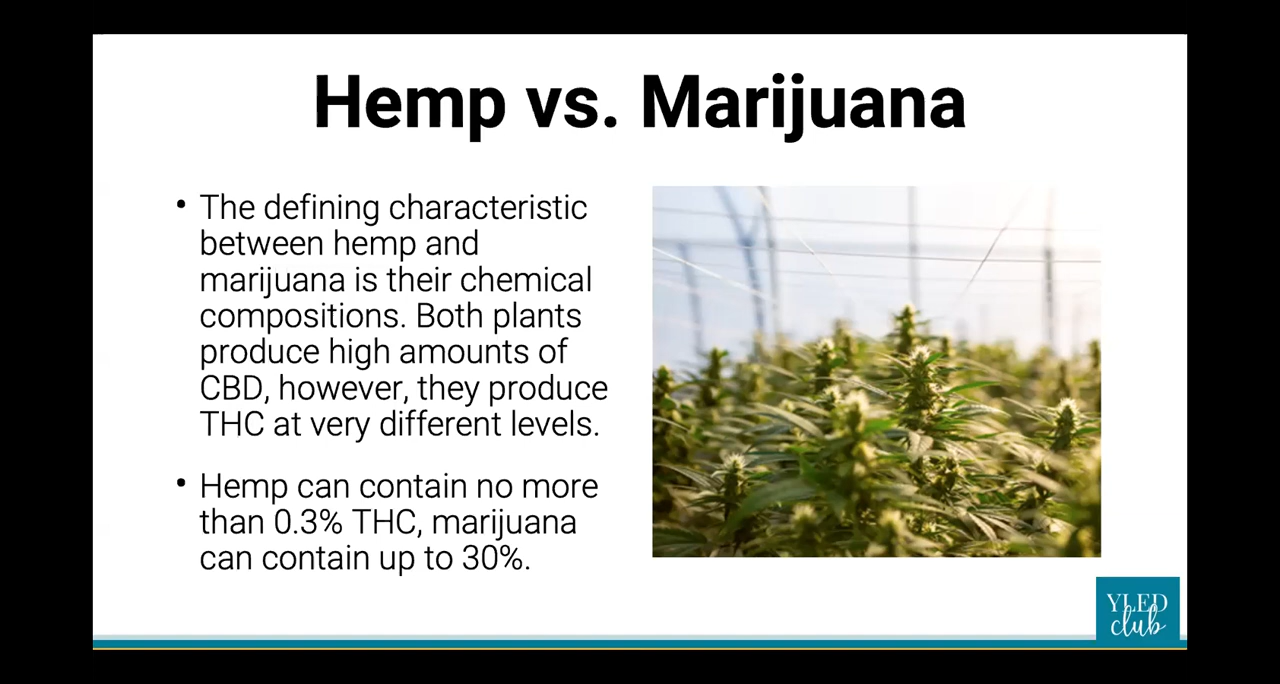 Hemp vs. Marijuana
• The defining characteristic
between hemp and
marijuana is their chemical
compositions. Both plants
produce high amounts of
CBD, however, they produce
THC at very different levels.
• Hemp can contain no more
than 0.3% THC, marijuana
can contain up to 30%.
YLED
club